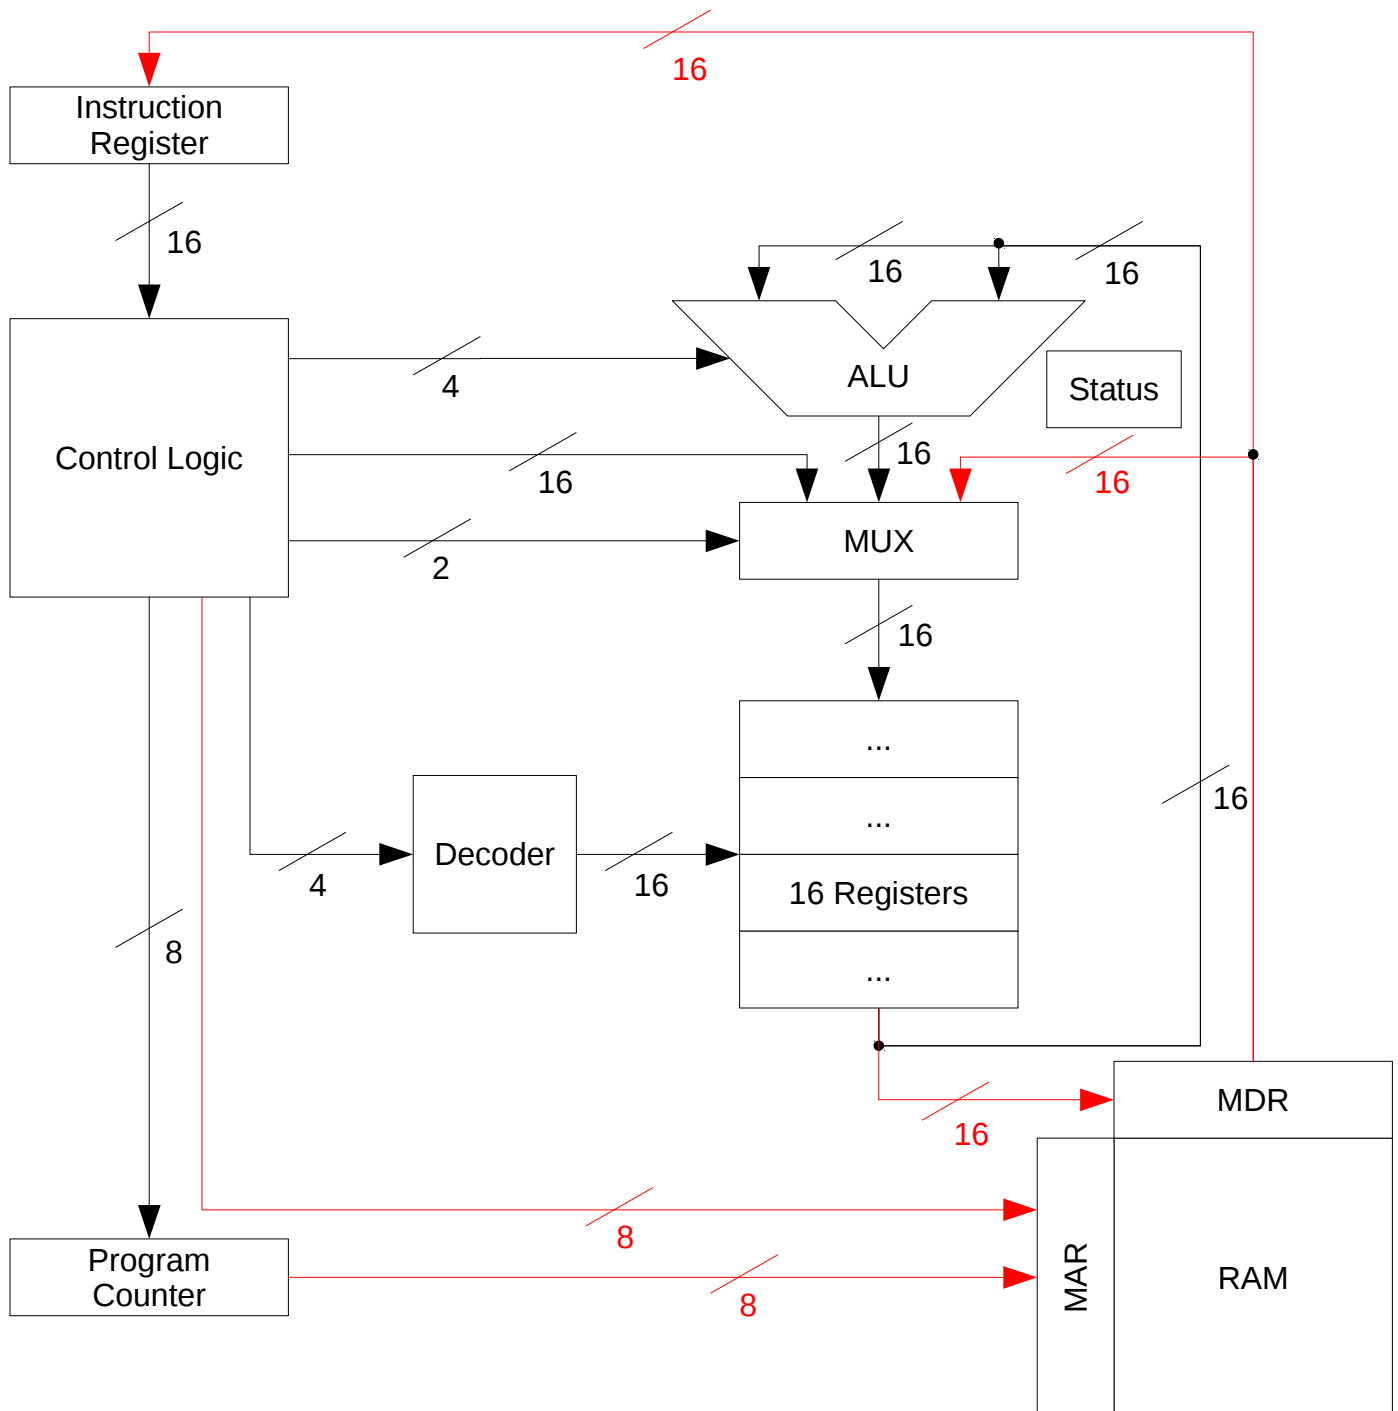 16
Instruction
Register
16
16
16
4
ALU
Status
Control Logic
16
16
16
2
MUX
16
...
...
16
Decoder
4
16
16 Registers
8
...
MDR
16
8
Program
Counter
8
MAR
RAM